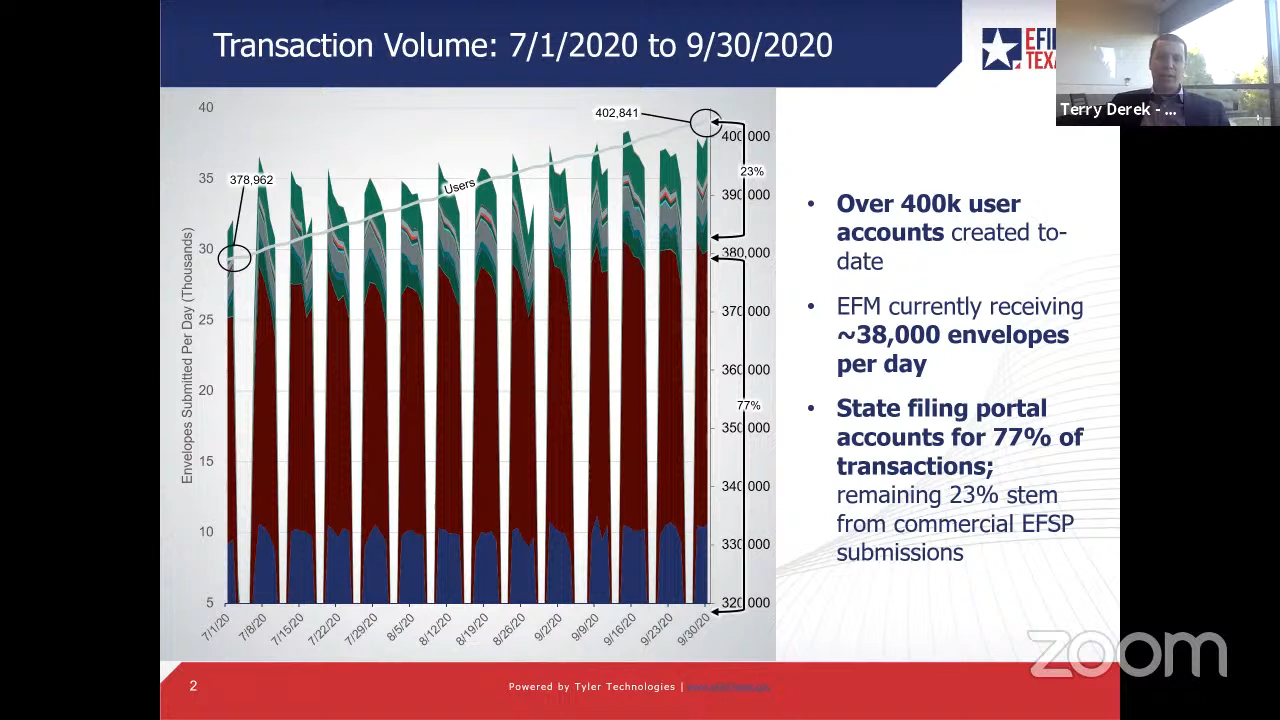 Transaction Volume: 7/1/2020 to 9/30/2020
EFI
TEXA
Terry Derek - ...
40
35
30
25
20
15
10
5
Envelopes Submitted Per Day (Thousands)
378,962
Users
402,841
400,000
390,000
380,000
370,000
360,000
350,000
340,000
330,000
320,000
23%
77%
7/1/20
7/8/20
7/15/20
7/22/20
7/29/20
8/5/20
8/12/20
8/19/20
8/26/20
9/2/20
9/9/20
9/16/20
9/23/20
9/30/20
• Over 400k user
accounts created to-
date
• EFM currently receiving
~38,000 envelopes
per day
• State filing portal
accounts for 77% of
transactions;
remaining 23% stem
from commercial EFSP
submissions
zoom
2
Powered by Tyler Technologies |